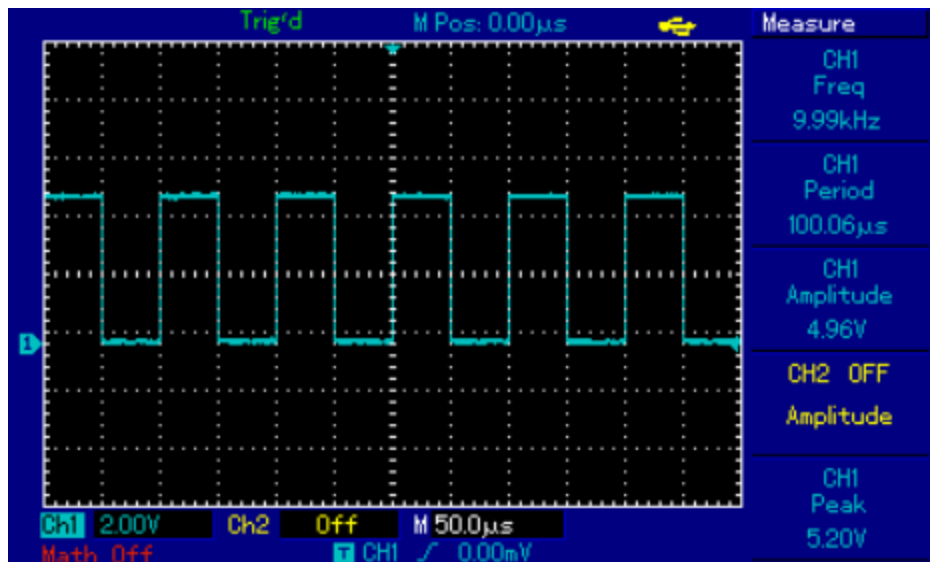 Trig'd M Pos: 0.00μs Measure
CH1
Freq
9.99kHz
CH1
Period
100.06μs
CH1
Amplitude
4.96V
CH2 OFF
Amplitude
CH1
Peak
5.20V
1
Ch1 2.00V Ch2 Off M 50.0μs
Math Off T CH1 0.00mV